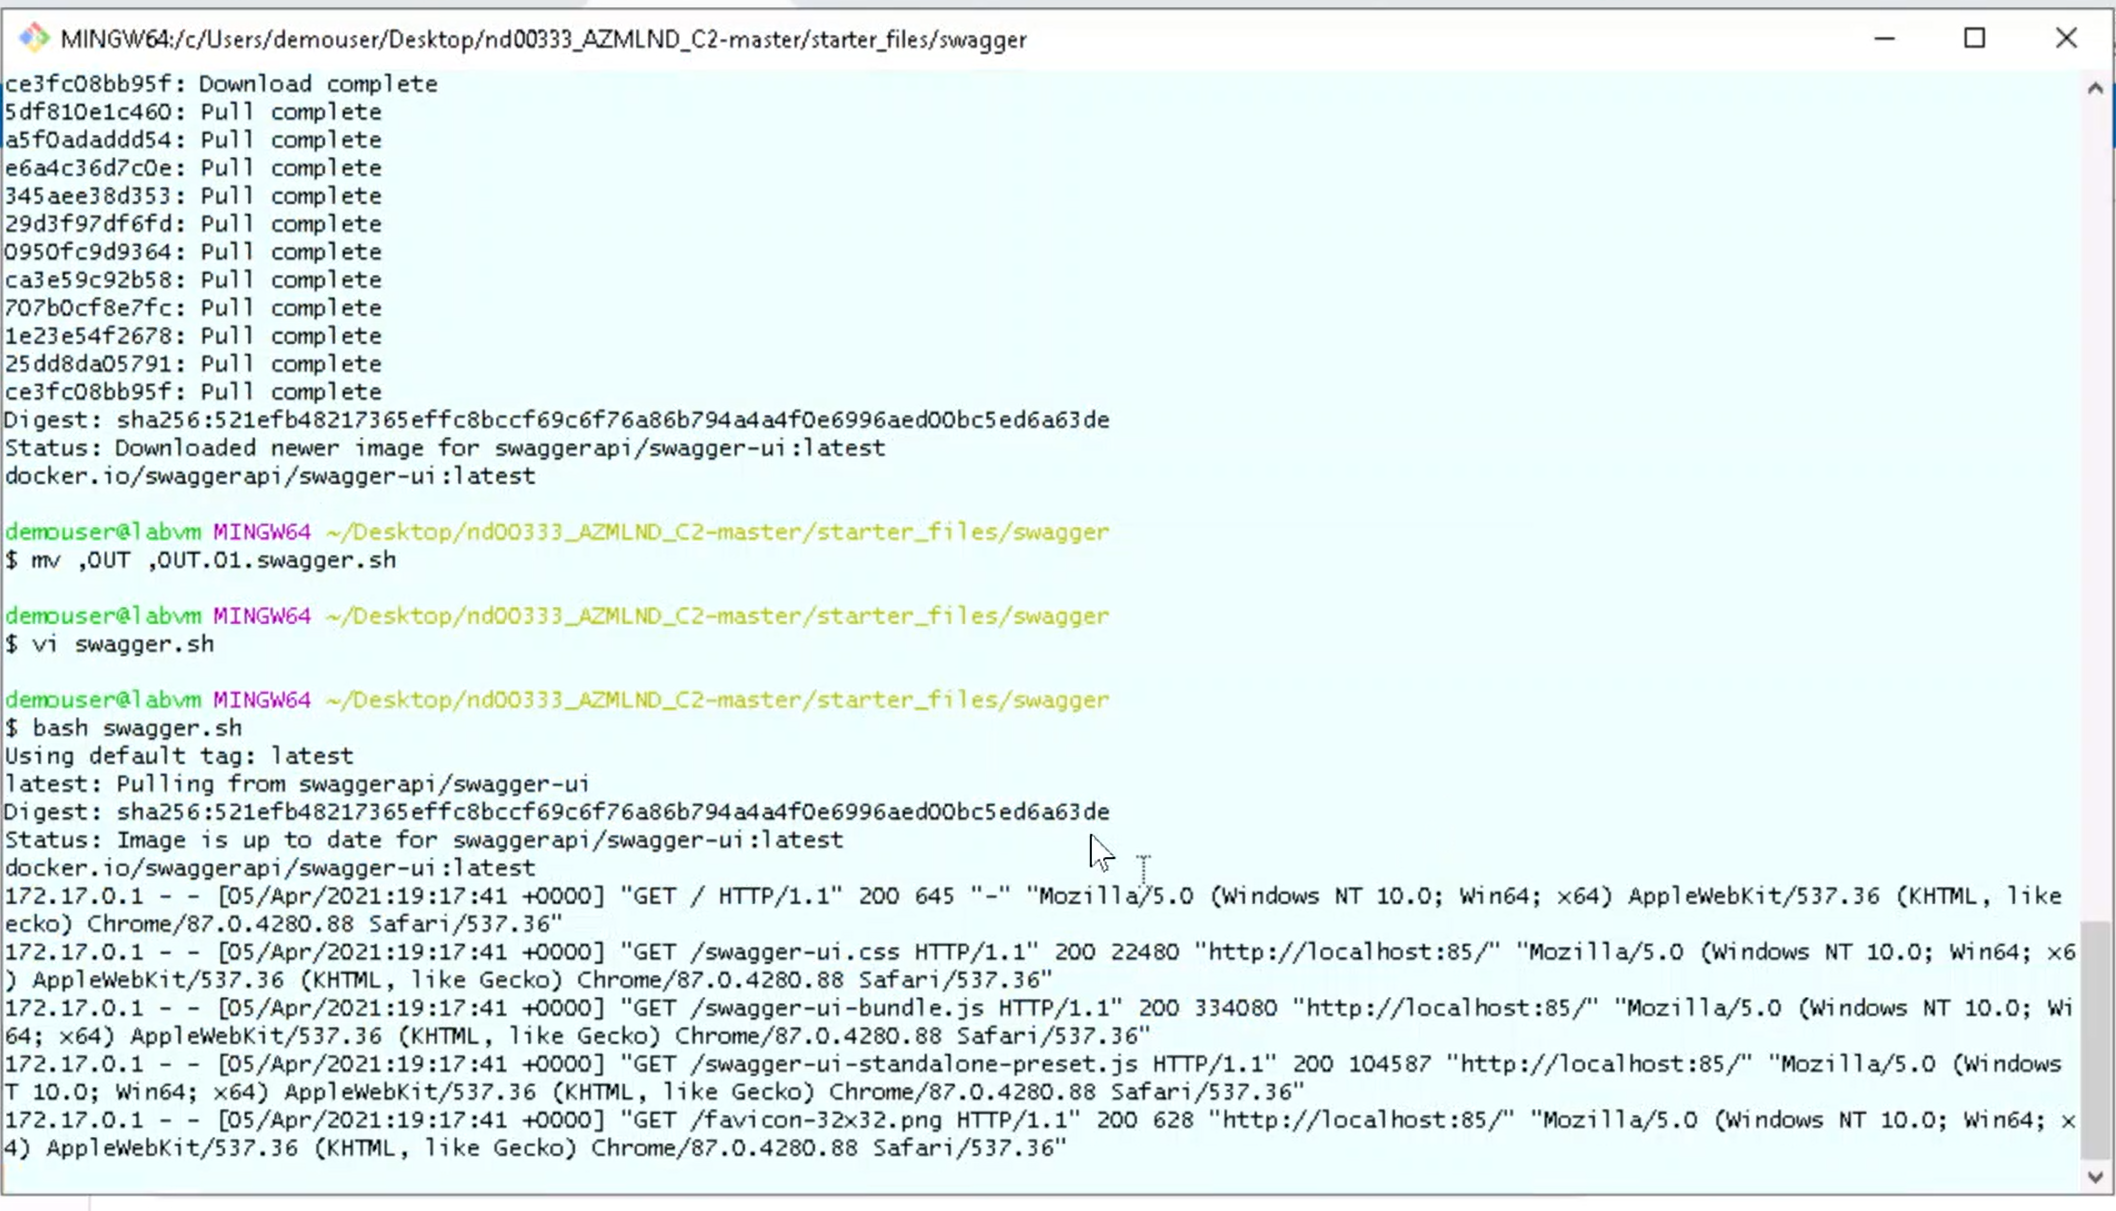 MINGW64:/c/Users/demouser/Desktop/nd00333_AZMLND_C2-master/starter_files/swagger
ce3fc08bb95f: Download complete
5df810e1c460: Pull complete
a5f0adaddd54: Pull complete
e6a4c36d7c0e: Pull complete
345aee38d353: Pull complete
29d3f97df6fd: Pull complete
0950fc9d9364: Pull complete
ca3e59c92b58: Pull complete
707b0cf8e7fc: Pull complete
1e23e54f2678: Pull complete
25dd8da05791: Pull complete
ce3fc08bb95f: Pull complete
Digest: sha256:521efb48217365effc8bccf69c6f76a86b794a4a4f0e6996aed00bc5ed6a63de
Status: Downloaded newer image for swaggerapi/swagger-ui:latest
docker.io/swaggerapi/swagger-ui:latest
demouser@labvm MINGW64 ~/Desktop/nd00333_AZMLND_C2-master/starter_files/swagger
$ mv ,OUT ,OUT.01.swagger.sh
demouser@labvm MINGW64 ~/Desktop/nd00333_AZMLND_C2-master/starter_files/swagger
$ vi swagger.sh
demouser@labvm MINGW64 ~/Desktop/nd00333_AZMLND_C2-master/starter_files/swagger
$ bash swagger.sh
Using default tag: latest
latest: Pulling from swaggerapi/swagger-ui
Digest: sha256:521efb48217365effc8bccf69c6f76a86b794a4a4f0e6996aed00bc5ed6a63de
Status: Image is up to date for swaggerapi/swagger-ui:latest
docker.io/swaggerapi/swagger-ui:latest
172.17.0.1 - - [05/Apr/2021:19:17:41 +0000] "GET / HTTP/1.1" 200 645 "-" "Mozilla/5.0 (Windows NT 10.0; Win64; x64) AppleWebKit/537.36 (KHTML, like
ecko) Chrome/87.0.4280.88 Safari/537.36"
172.17.0.1 - - [05/Apr/2021:19:17:41 +0000] "GET /swagger-ui.css HTTP/1.1" 200 22480 "http://localhost:85/" "Mozilla/5.0 (Windows NT 10.0; Win64; x6
) AppleWebKit/537.36 (KHTML, like Gecko) Chrome/87.0.4280.88 Safari/537.36"
172.17.0.1 - - [05/Apr/2021:19:17:41 +0000] "GET /swagger-ui-bundle.js HTTP/1.1" 200 334080 "http://localhost:85/" "Mozilla/5.0 (Windows NT 10.0; Wi
64; x64) AppleWebKit/537.36 (KHTML, like Gecko) Chrome/87.0.4280.88 Safari/537.36"
172.17.0.1 - - [05/Apr/2021:19:17:41 +0000] "GET /swagger-ui-standalone-preset.js HTTP/1.1" 200 104587 "http://localhost:85/" "Mozilla/5.0 (Windows
T 10.0; Win64; x64) AppleWebKit/537.36 (KHTML, like Gecko) Chrome/87.0.4280.88 Safari/537.36"
172.17.0.1 - - [05/Apr/2021:19:17:41 +0000] "GET /favicon-32x32.png HTTP/1.1" 200 628 "http://localhost:85/" "Mozilla/5.0 (Windows NT 10.0; Win64; x
4) AppleWebKit/537.36 (KHTML, like Gecko) Chrome/87.0.4280.88 Safari/537.36"